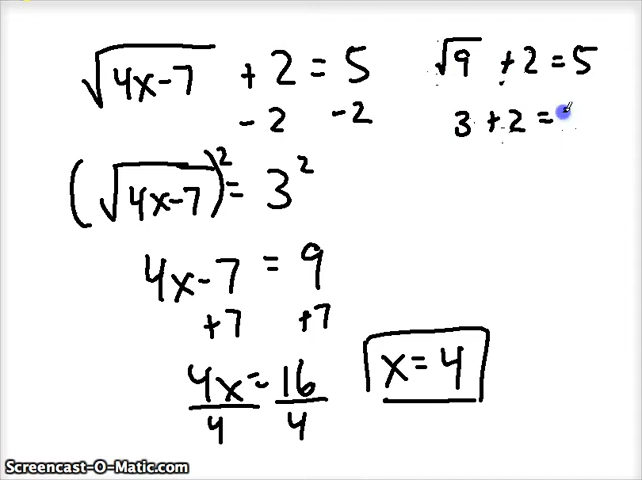 √4x-7 + 2 = 5
- 2 -2
(√4x-7)² = 3²
4x-7 = 9
+7 +7
4x = 16
4 4
x = 4
√9 + 2 = 5
3 + 2 =
Screencast-O-Matic.com